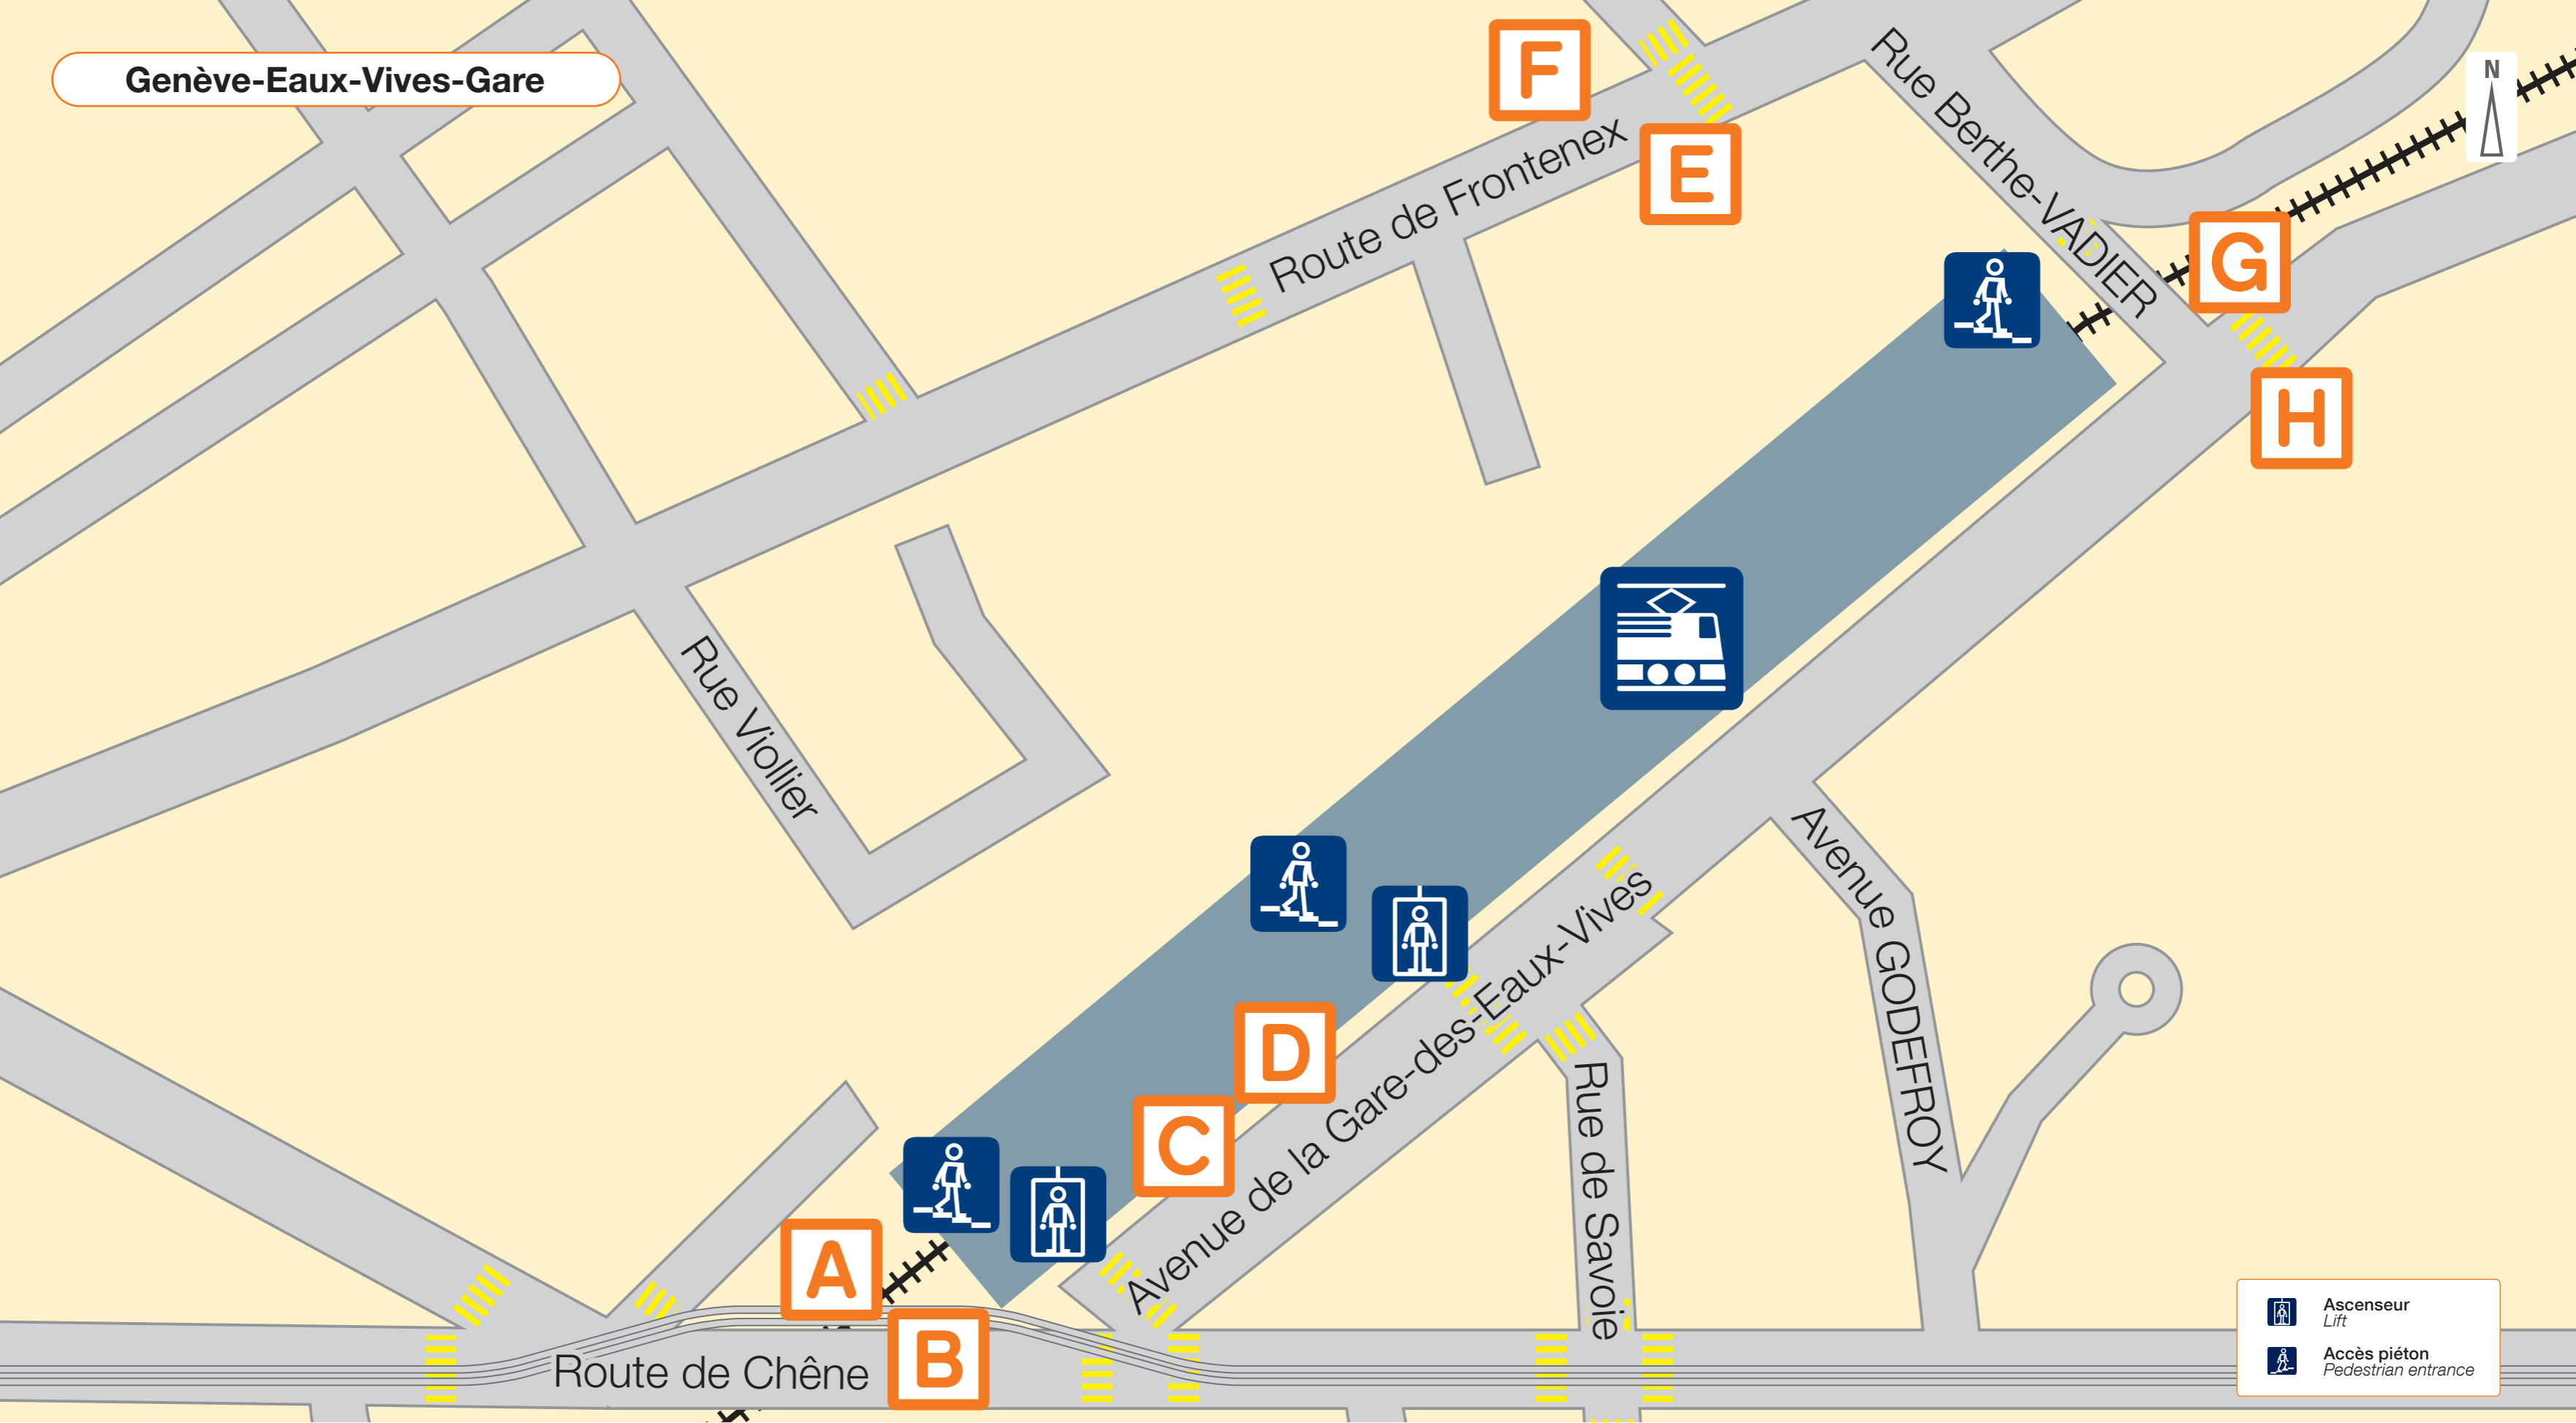 Genève-Eaux-Vives-Gare
F
Rue Berthe-VADIER
N
E
Route de Frontenex
G
H
Rue Viollier
Avenue GODEFROY
D
C
Avenue de la Gare-des-Eaux-Vives
Rue de Savoie
A
B
Route de Chêne
Ascenseur
Lift
Accès piéton
Pedestrian entrance